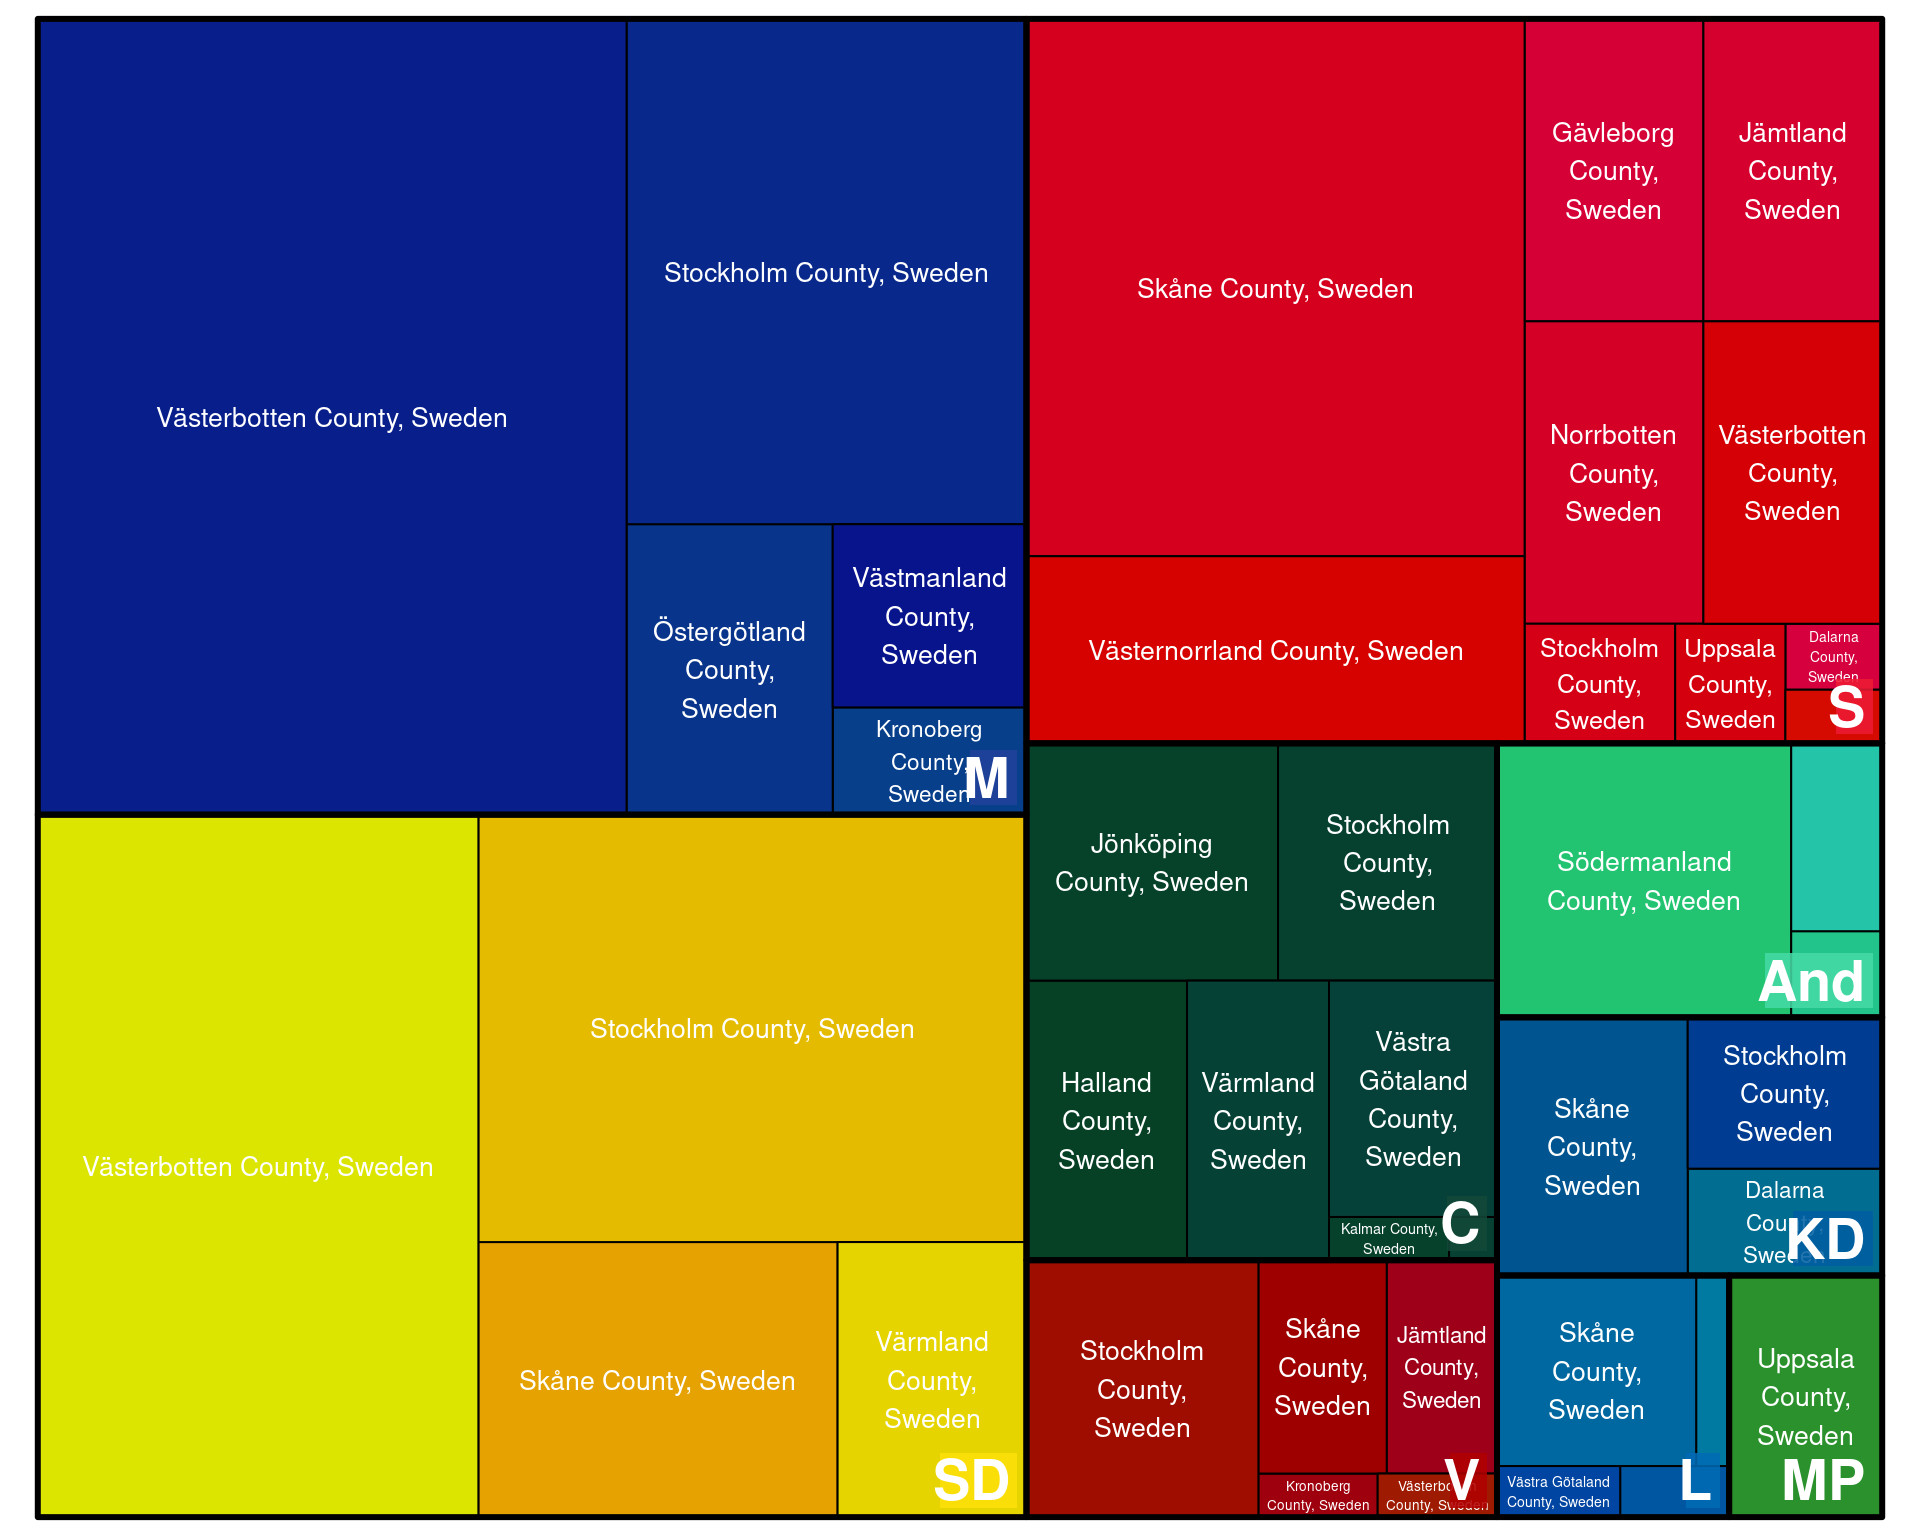 Västerbotten County, Sweden
Stockholm County, Sweden
Östergötland
County,
Sweden
Västmanland
County,
Sweden
Kronoberg
County,
Sweden
M
Skåne County, Sweden
Västernorrland County, Sweden
Gävleborg
County,
Sweden
Jämtland
County,
Sweden
Norrbotten
County,
Sweden
Västerbotten
County,
Sweden
Stockholm
County,
Sweden
Uppsala
County,
Sweden
Dalarna
County,
Sweden
S
Västerbotten County, Sweden
Stockholm County, Sweden
Skåne County, Sweden
Värmland
County,
Sweden
SD
Jönköping
County, Sweden
Stockholm
County,
Sweden
Halland
County,
Sweden
Värmland
County,
Sweden
Västra
Götaland
County,
Sweden
Kalmar County,
Sweden
C
Södermanland
County, Sweden
And
Skåne
County,
Sweden
Stockholm
County,
Sweden
Dalarna
County,
Sweden
KD
Stockholm
County,
Sweden
Skåne
County,
Sweden
Jämtland
County,
Sweden
Kronoberg
County, Sweden
Västerbotten
County, Sweden
V
Skåne
County,
Sweden
Västra Götaland
County, Sweden
L
Uppsala
County,
Sweden
MP